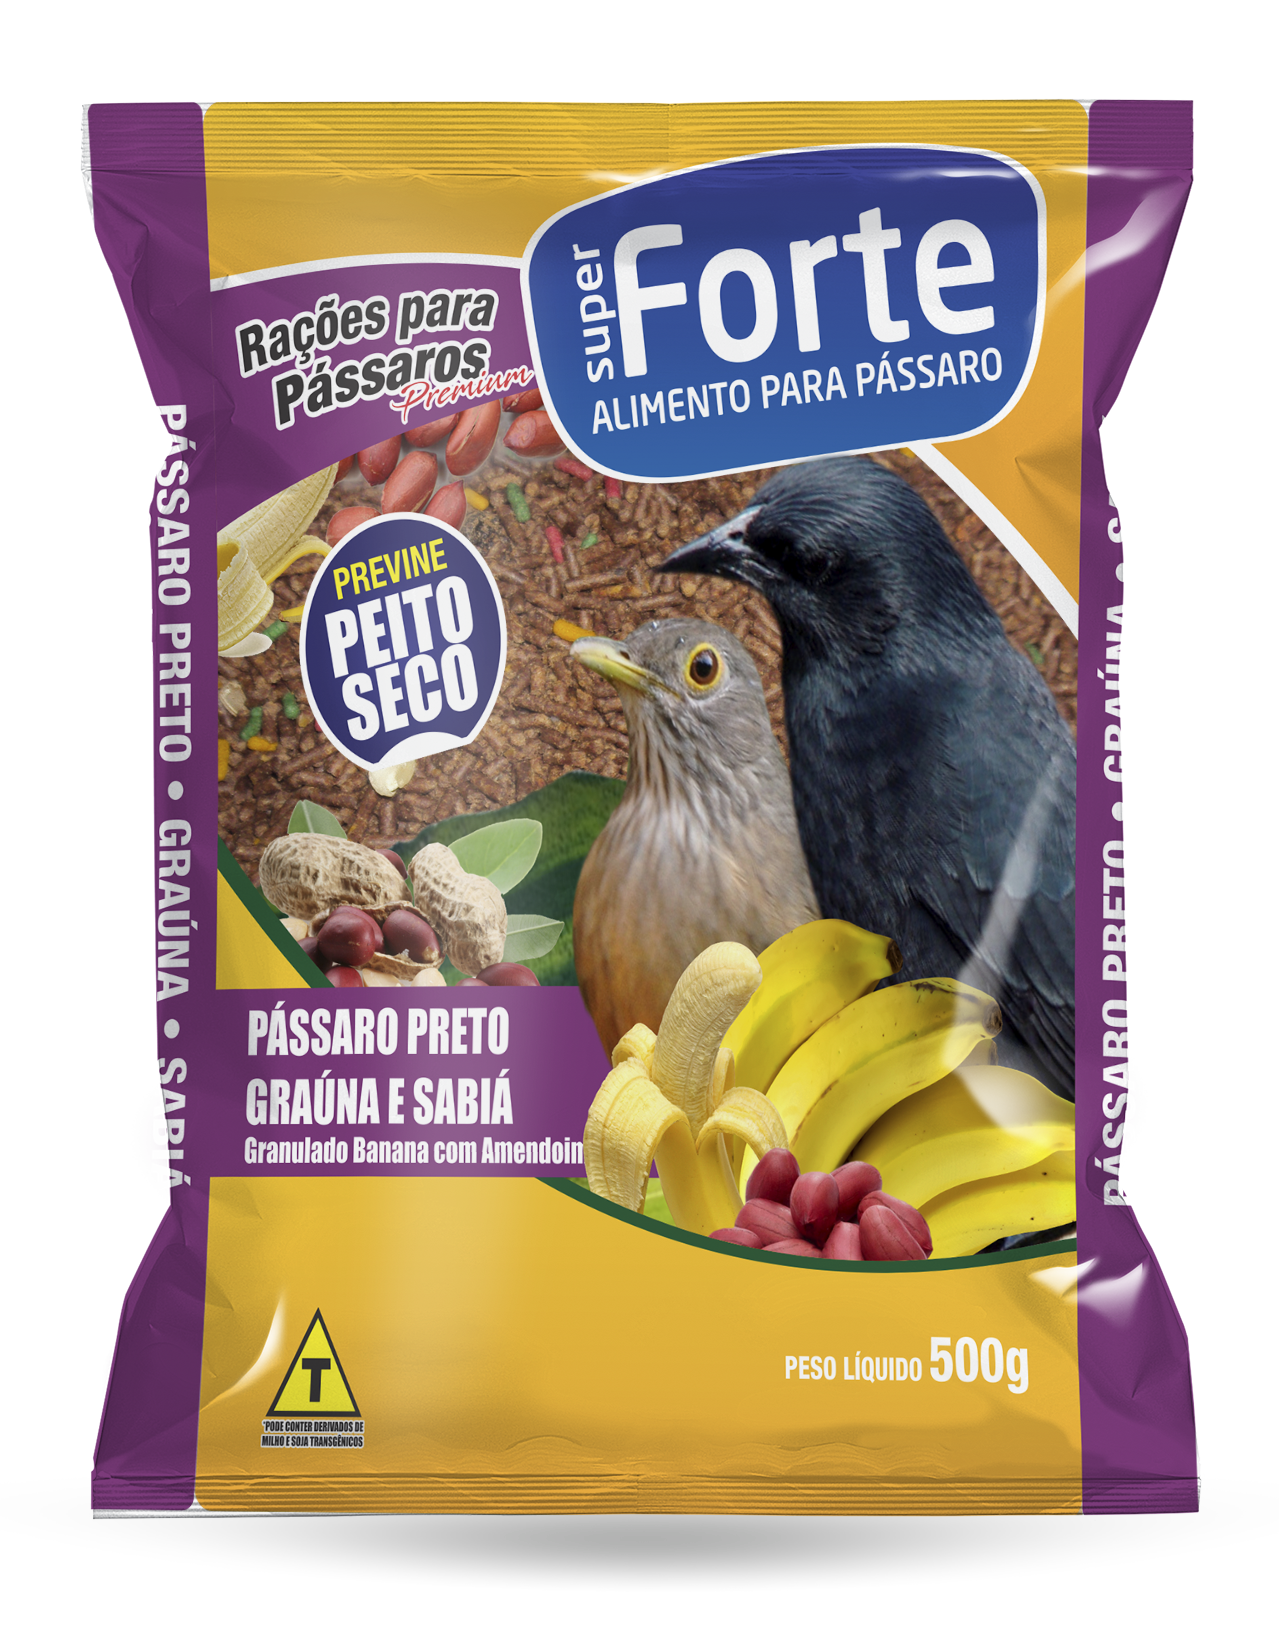 super
Forte
ALIMENTO PARA PÁSSARO
Rações para
Pássaros
Premium
PREVINE
PEITO
SECO
PÁSSARO PRETO
GRAÚNA E SABIÁ
Granulado Banana com Amendoim
PESO LÍQUIDO 500g
T
*PODE CONTER DERIVADOS DE
MILHO E SOJA TRANSGÊNICOS
PÁSSARO PRETO • GRAÚNA • SABIÁ
PÁSSARO PRETO • GRAÚNA •